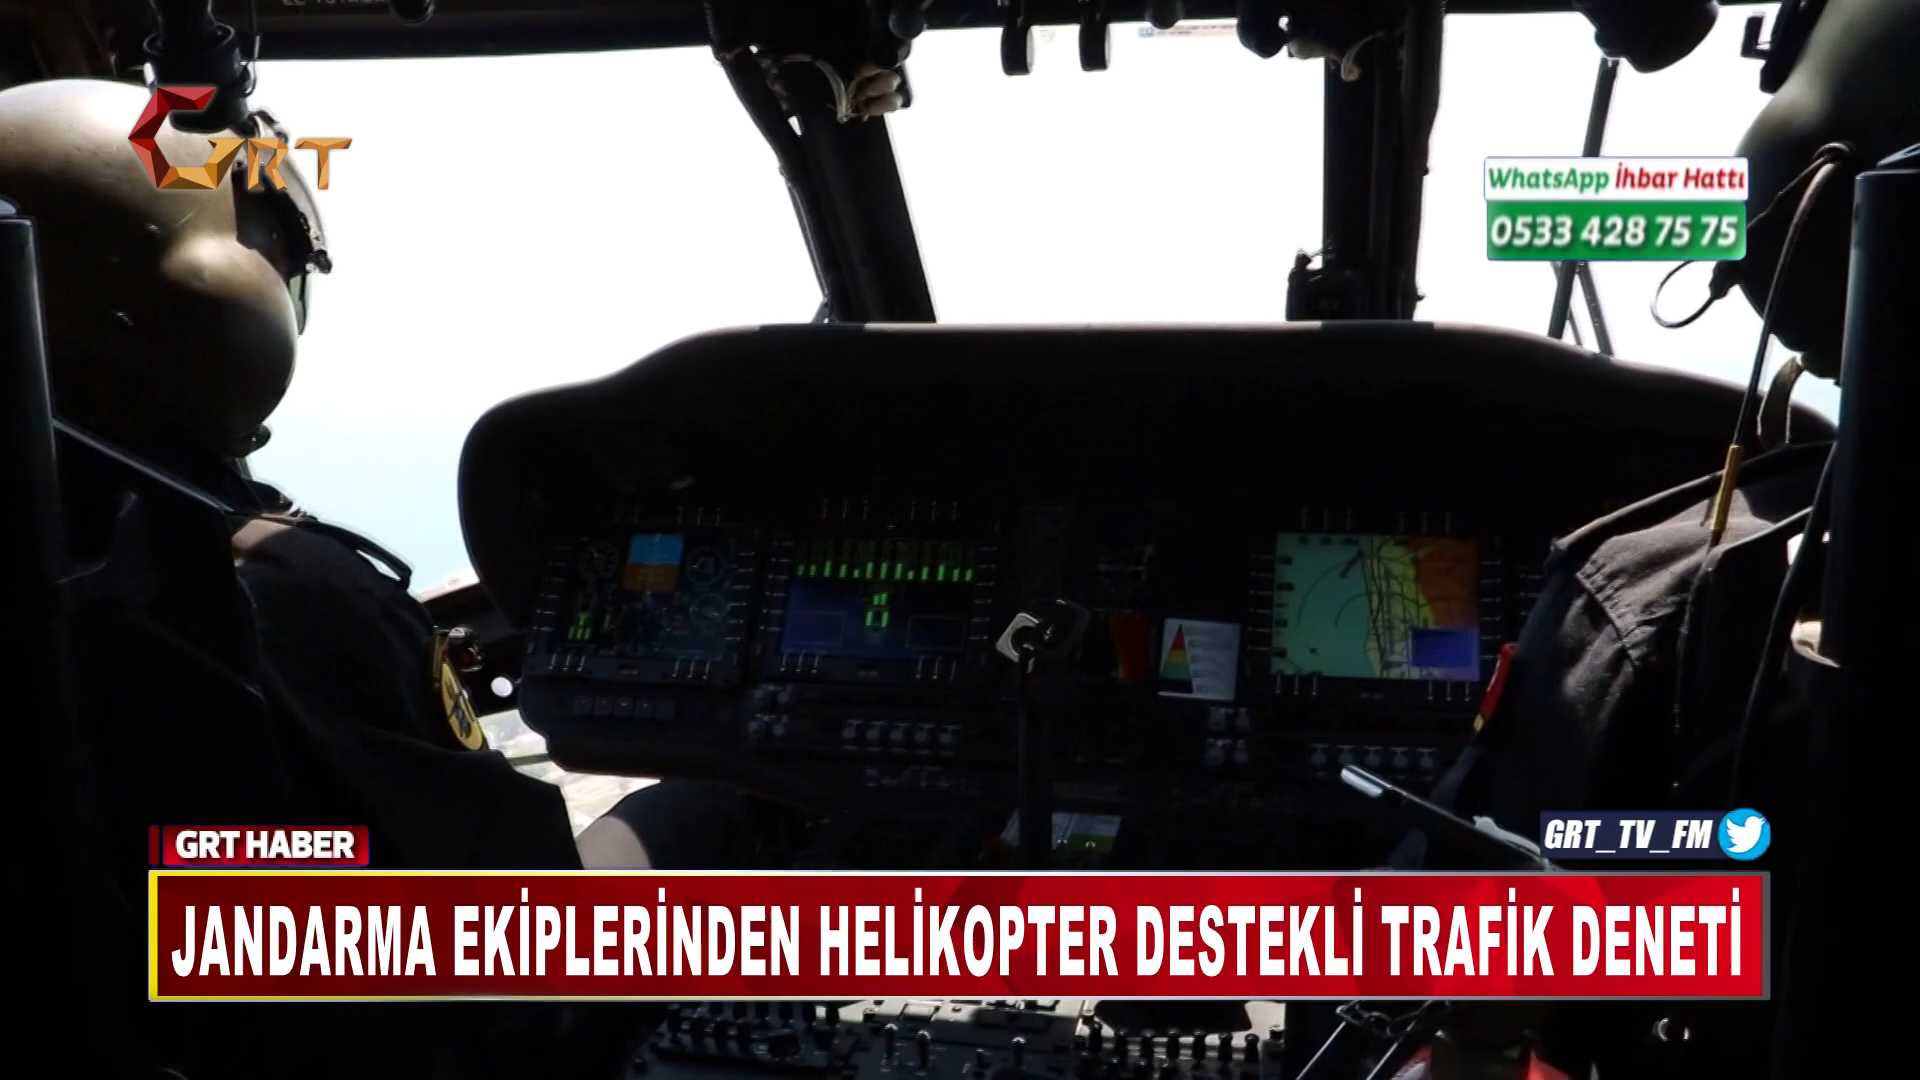 GRT
WhatsApp İhbar Hattı
0533 428 75 75
GRT HABER
GRT_TV_FM
JANDARMA EKİPLERİNDEN HELİKOPTER DESTEKLİ TRAFİK DENETİ